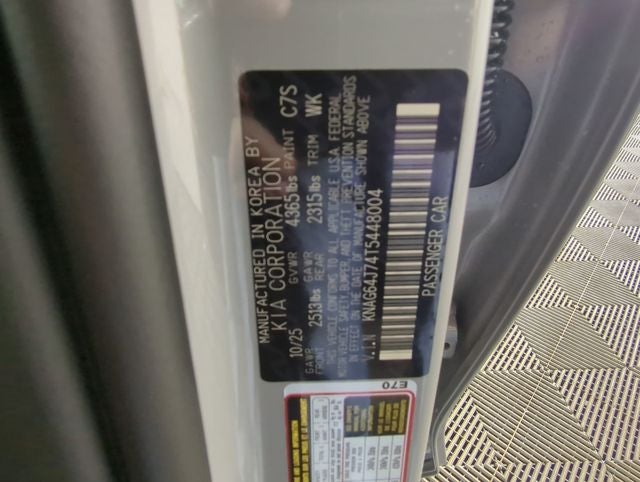 MANUFACTURED IN KOREA BY
KIA CORPORATION
10/25 GVWR 4365lbs PAINT C7S
GAWR FRONT 2513lbs GAWR REAR 2315lbs TRIM WK
THIS VEHICLE CONFORMS TO ALL APPLICABLE U.S.A FEDERAL
MOTOR VEHICLE SAFETY, BUMPER, AND THEFT PREVENTION STANDARDS
IN EFFECT ON THE DATE OF MANUFACTURE SHOWN ABOVE
V.I.N KNAG64J74T5448004
PASSENGER CAR
E70